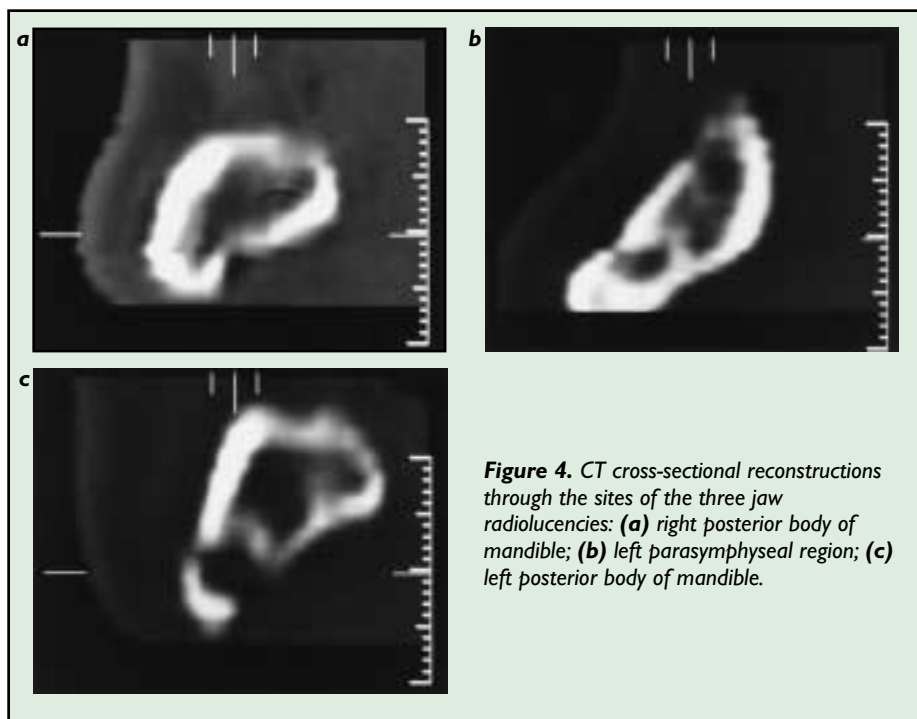 a
b
c
Figure 4. CT cross-sectional reconstructions
through the sites of the three jaw
radiolucencies: (a) right posterior body of
mandible; (b) left parasymphyseal region; (c)
left posterior body of mandible.